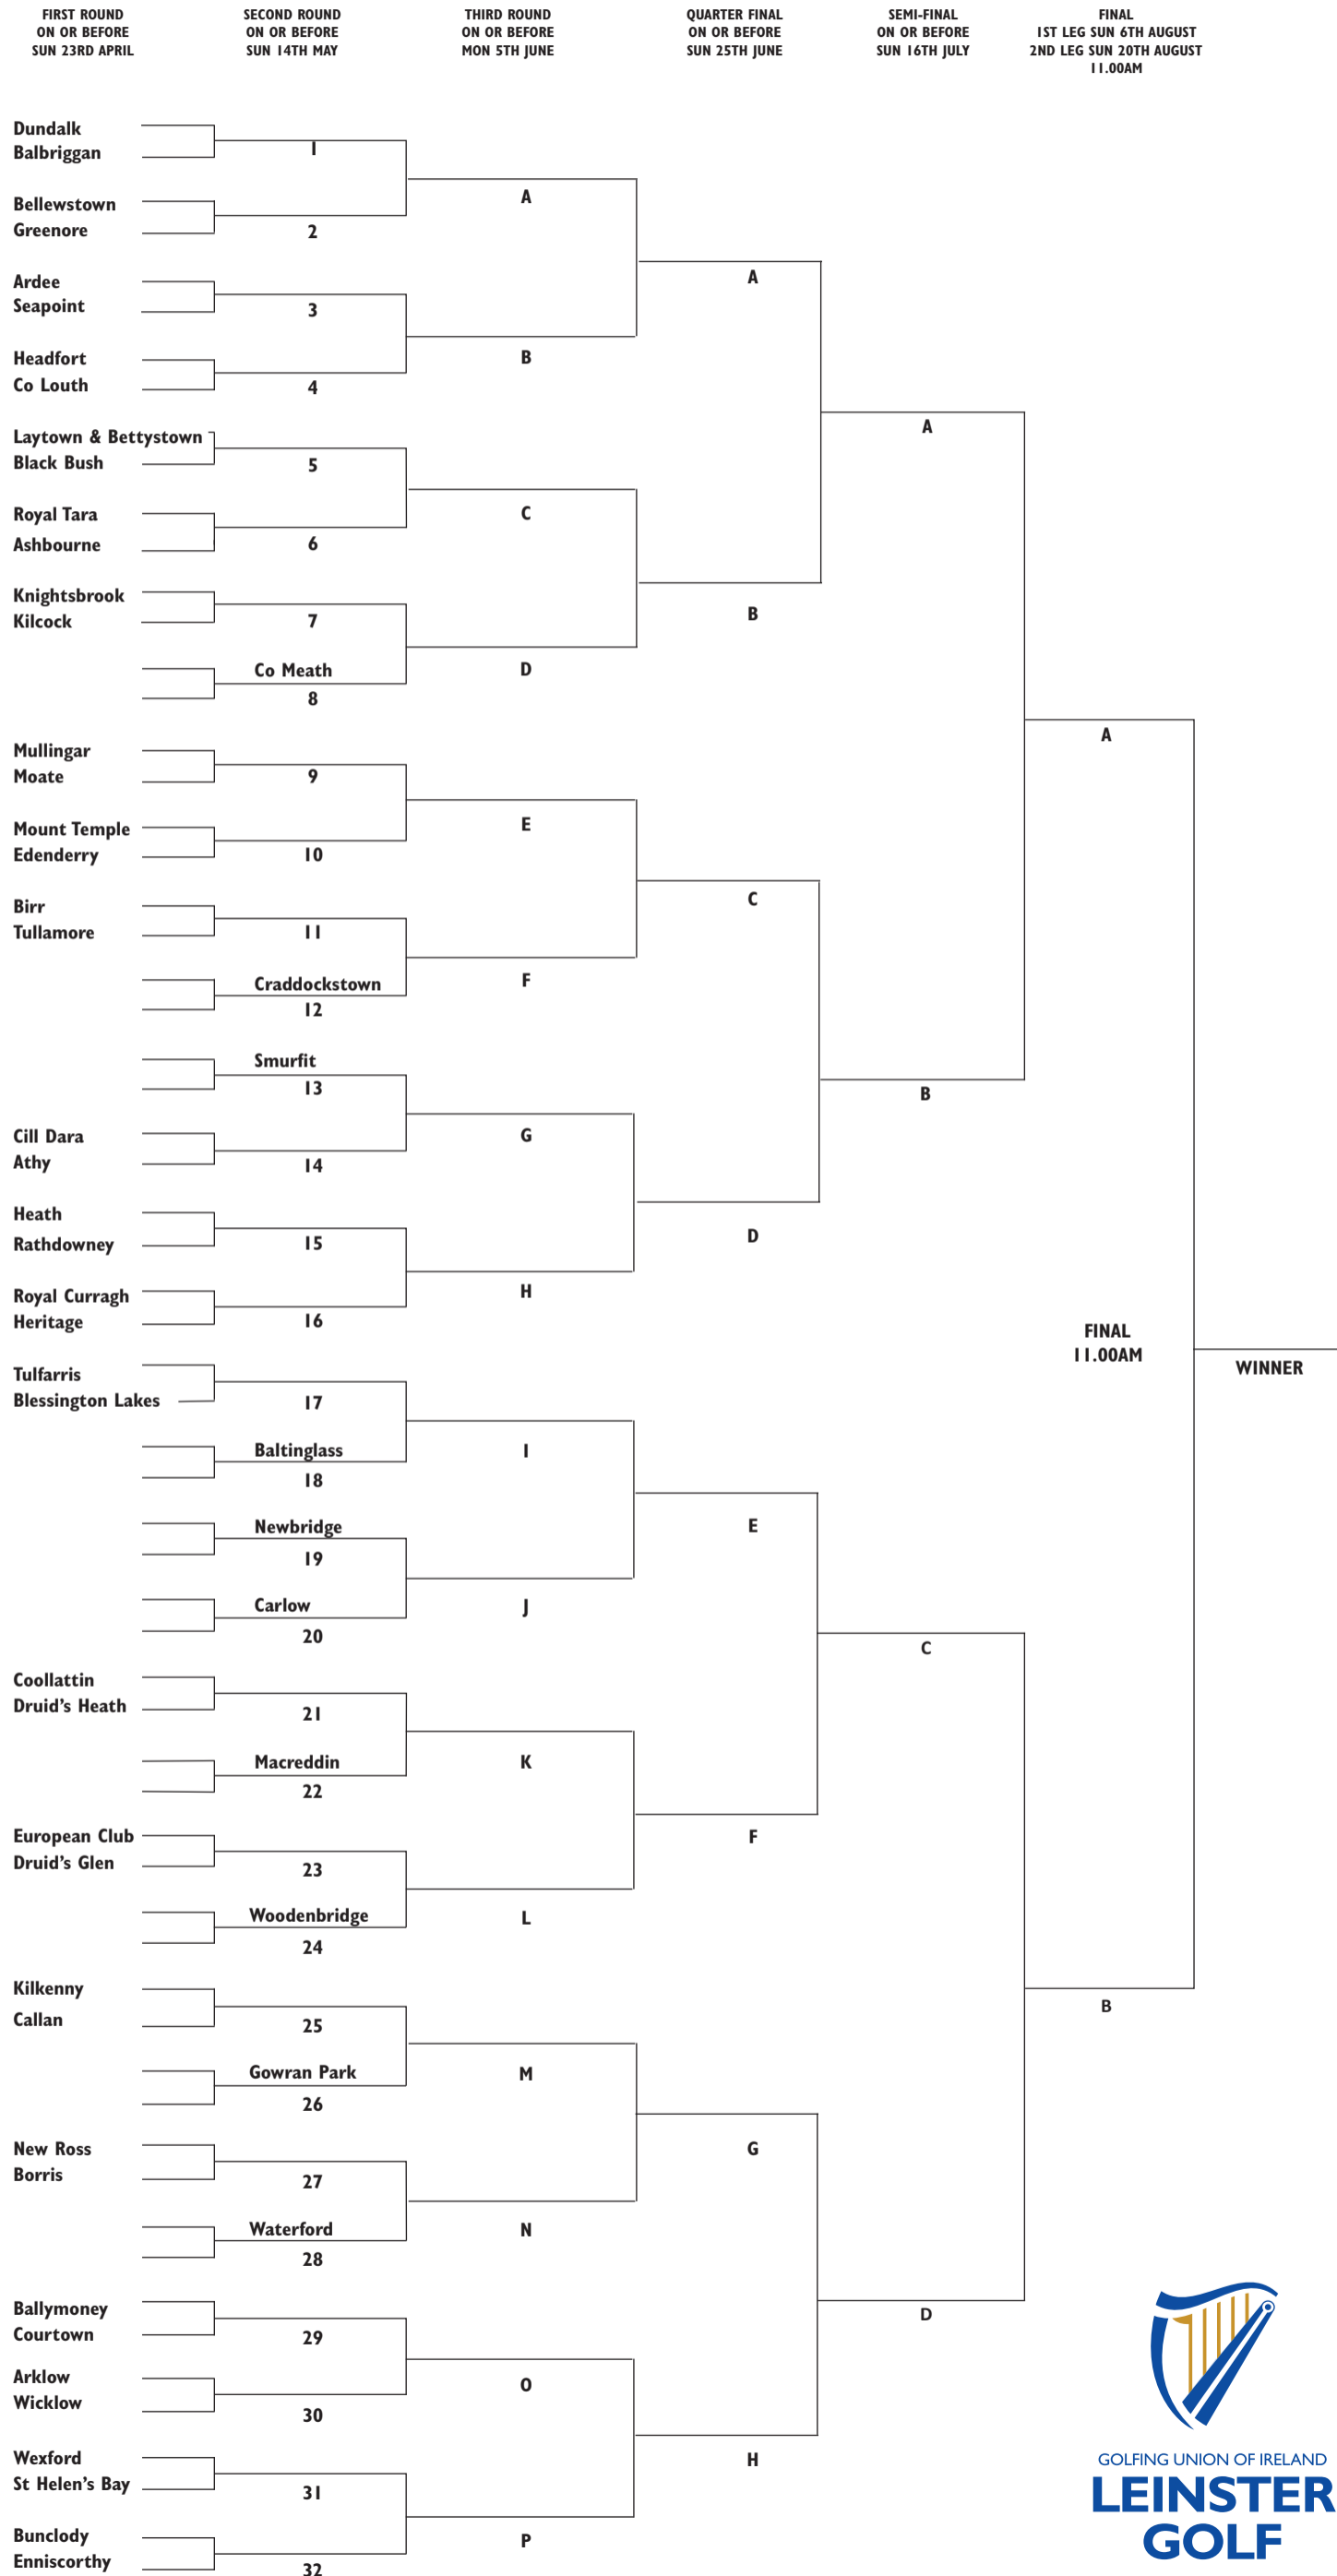 FIRST ROUND
ON OR BEFORE
SUN 23RD APRIL
SECOND ROUND
ON OR BEFORE
SUN 14TH MAY
THIRD ROUND
ON OR BEFORE
MON 5TH JUNE
QUARTER FINAL
ON OR BEFORE
SUN 25TH JUNE
SEMI-FINAL
ON OR BEFORE
SUN 16TH JULY
FINAL
1ST LEG SUN 6TH AUGUST
2ND LEG SUN 20TH AUGUST
11.00AM
Dundalk
Balbriggan
Bellewstown
Greenore
Ardee
Seapoint
Headfort
Co Louth
Laytown & Bettystown
Black Bush
Royal Tara
Ashbourne
Knightsbrook
Kilcock
Mullingar
Moate
Mount Temple
Edenderry
Birr
Tullamore
Cill Dara
Athy
Heath
Rathdowney
Royal Curragh
Heritage
Tulfarris
Blessington Lakes
Coollattin
Druid's Heath
European Club
Druid's Glen
Kilkenny
Callan
New Ross
Borris
Ballymoney
Courtown
Arklow
Wicklow
Wexford
St Helen's Bay
Bunclody
Enniscorthy
1
2
3
4
5
6
7
Co Meath
8
9
10
11
Craddockstown
12
Smurfit
13
14
15
16
17
Baltinglass
18
Newbridge
19
Carlow
20
21
Macreddin
22
23
Woodenbridge
24
25
Gowran Park
26
27
Waterford
28
29
30
31
32
A
B
C
D
E
F
G
H
I
J
K
L
M
N
O
P
A
B
C
D
E
F
G
H
A
B
C
D
A
B
FINAL
11.00AM
WINNER
GOLFING UNION OF IRELAND
LEINSTER
GOLF